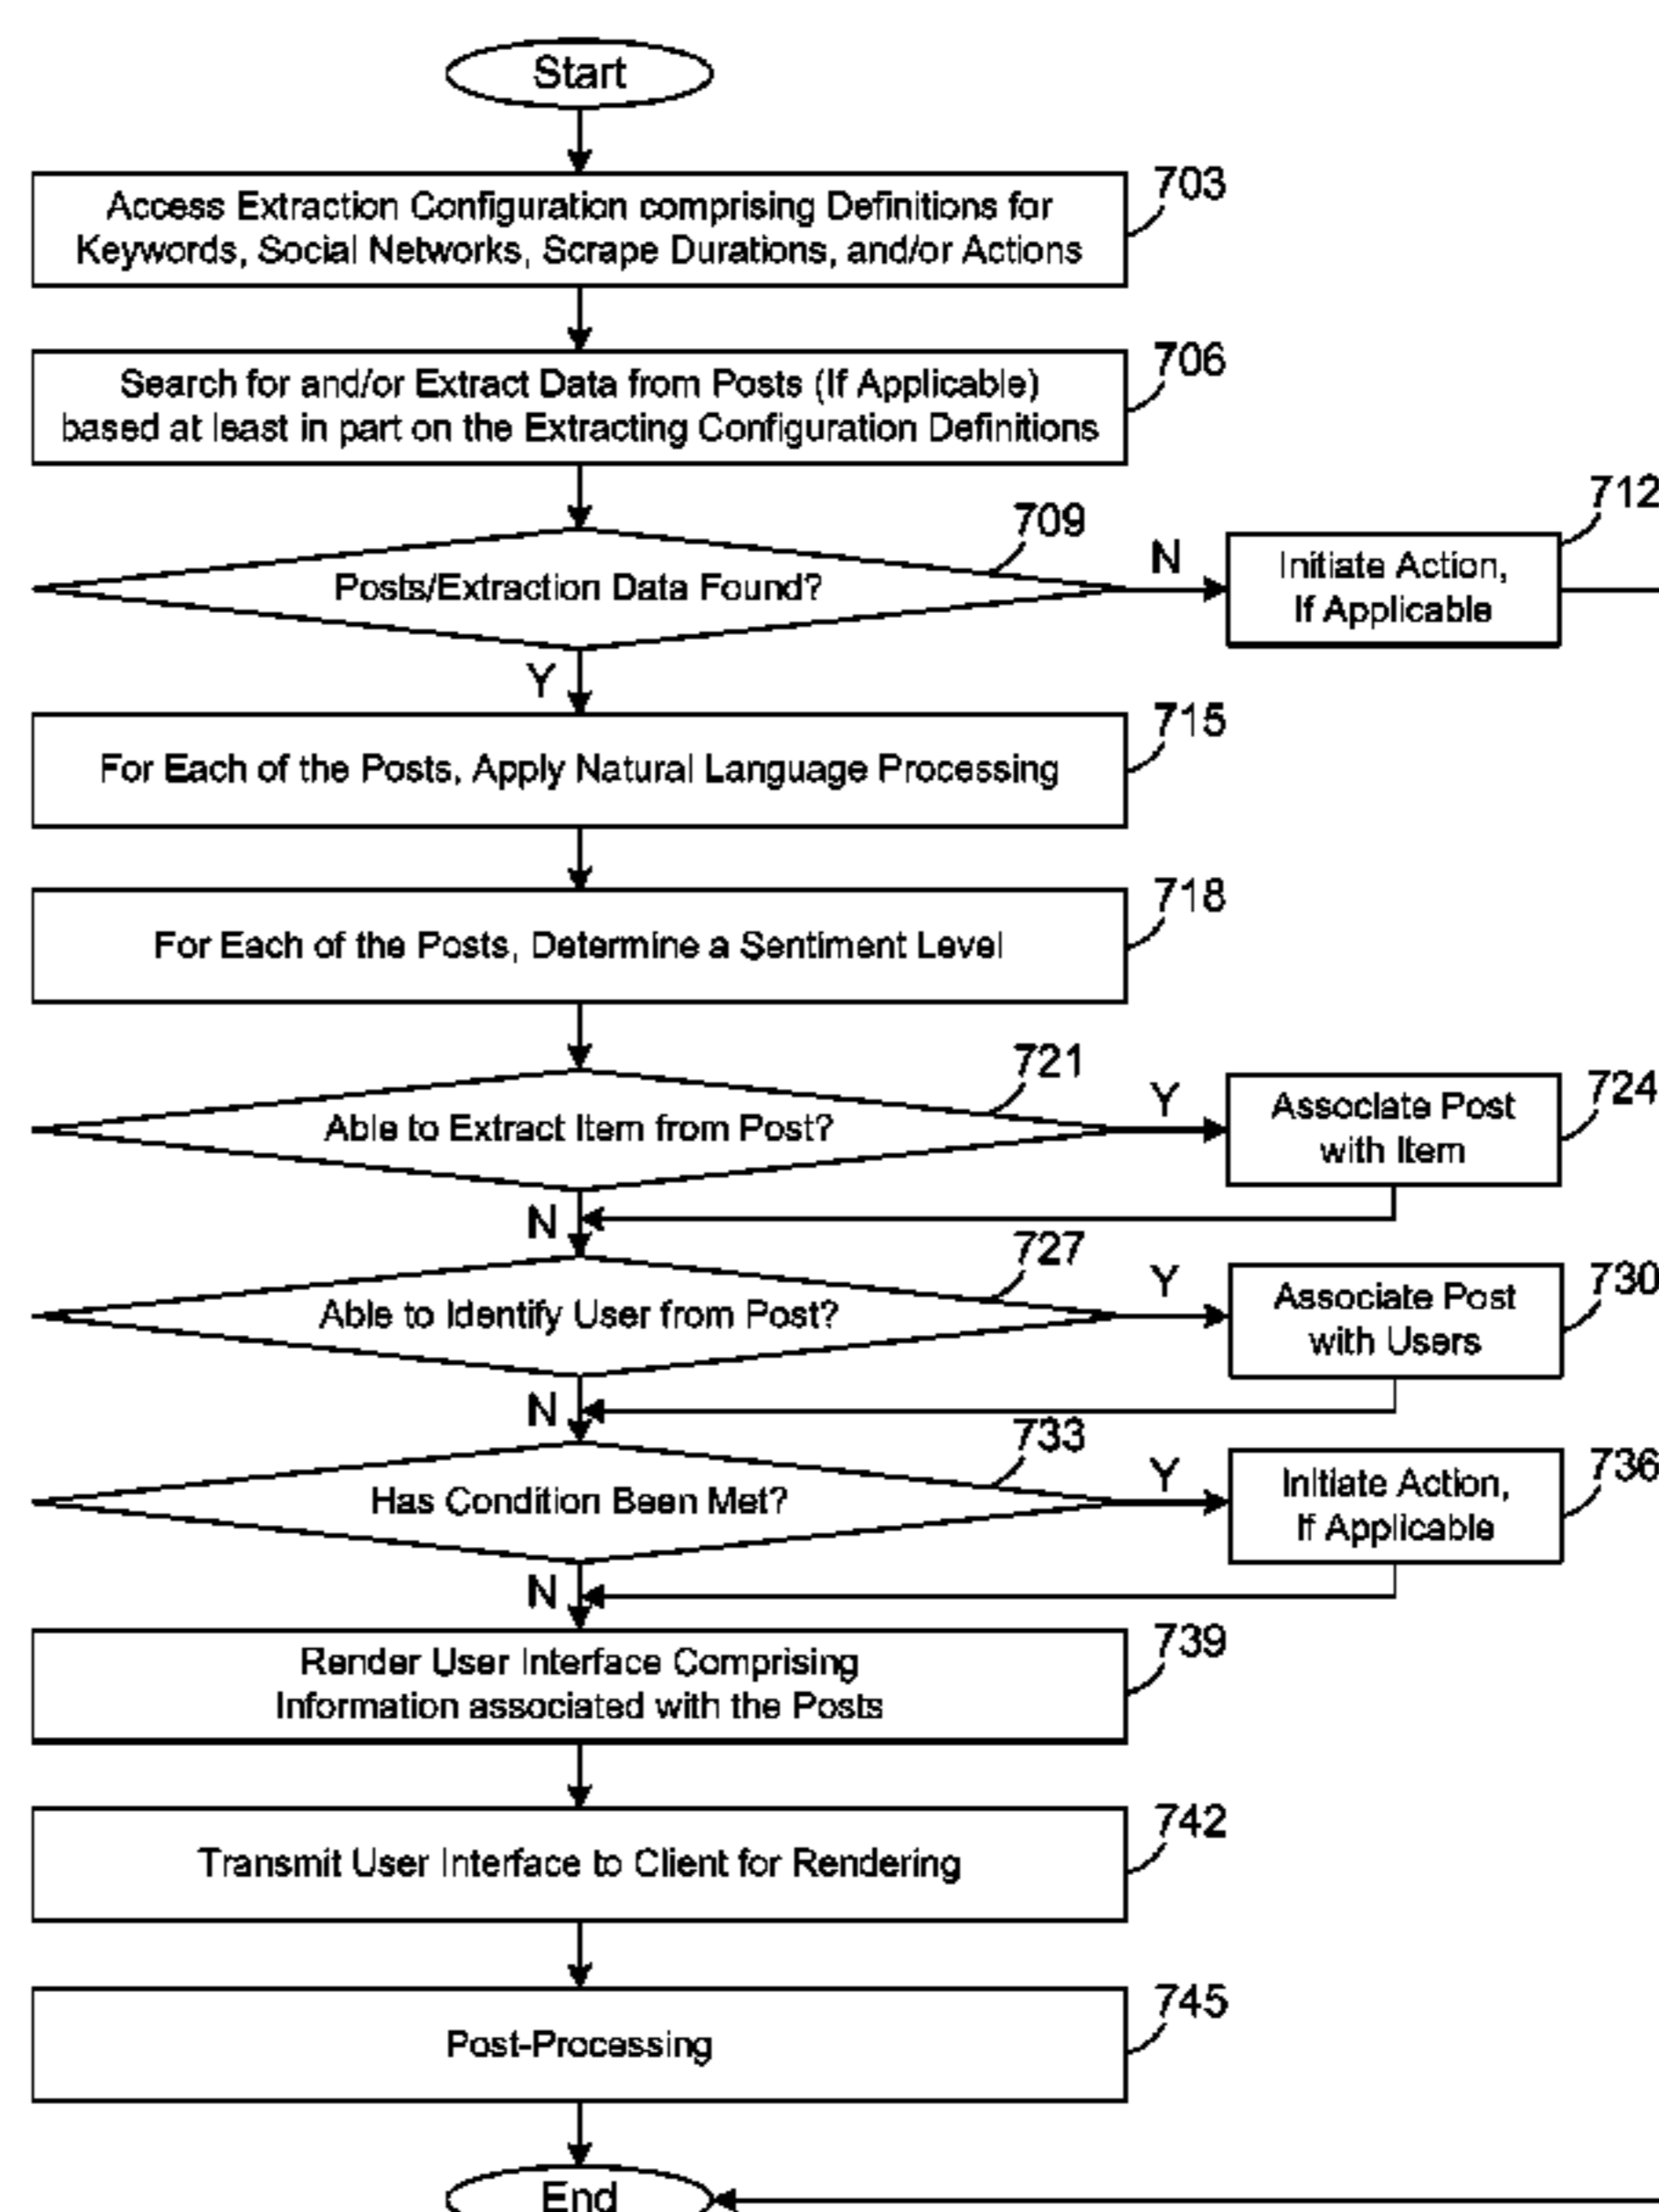 Start
703
Access Extraction Configuration comprising Definitions for
Keywords, Social Networks, Scrape Durations, and/or Actions
706
Search for and/or Extract Data from Posts (If Applicable)
based at least in part on the Extracting Configuration Definitions
709
Posts/Extraction Data Found?
N
712
Initiate Action,
If Applicable
Y
715
For Each of the Posts, Apply Natural Language Processing
718
For Each of the Posts, Determine a Sentiment Level
721
Able to Extract Item from Post?
Y
724
Associate Post
with Item
N
727
Able to Identify User from Post?
Y
730
Associate Post
with Users
N
733
Has Condition Been Met?
Y
736
Initiate Action,
If Applicable
N
739
Render User Interface Comprising
Information associated with the Posts
742
Transmit User Interface to Client for Rendering
745
Post-Processing
End